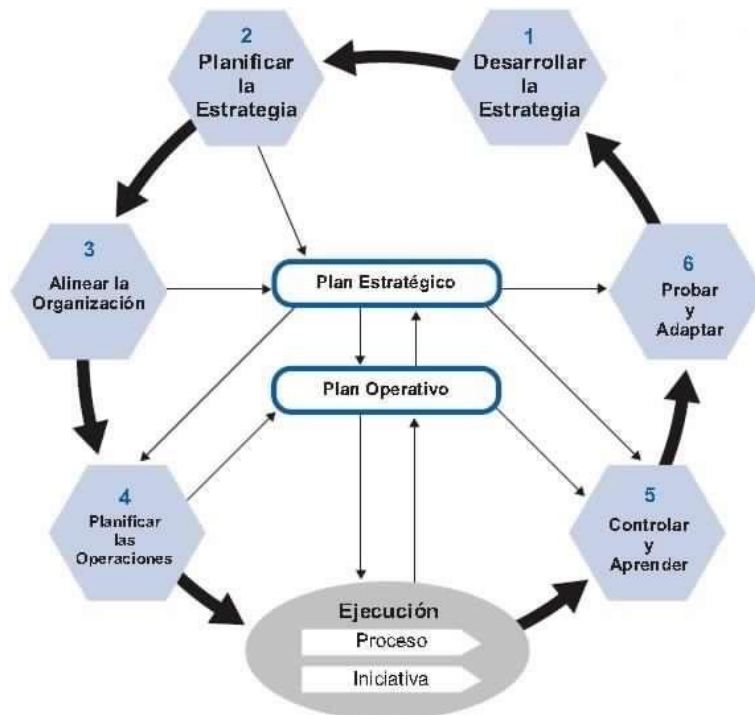 1
Desarrollar
la
Estrategia
2
Planificar
la
Estrategia
3
Alinear la
Organización
Plan Estratégico
6
Probar
y
Adaptar
Plan Operativo
4
Planificar
las
Operaciones
5
Controlar
y
Aprender
Ejecución
Proceso
Iniciativa